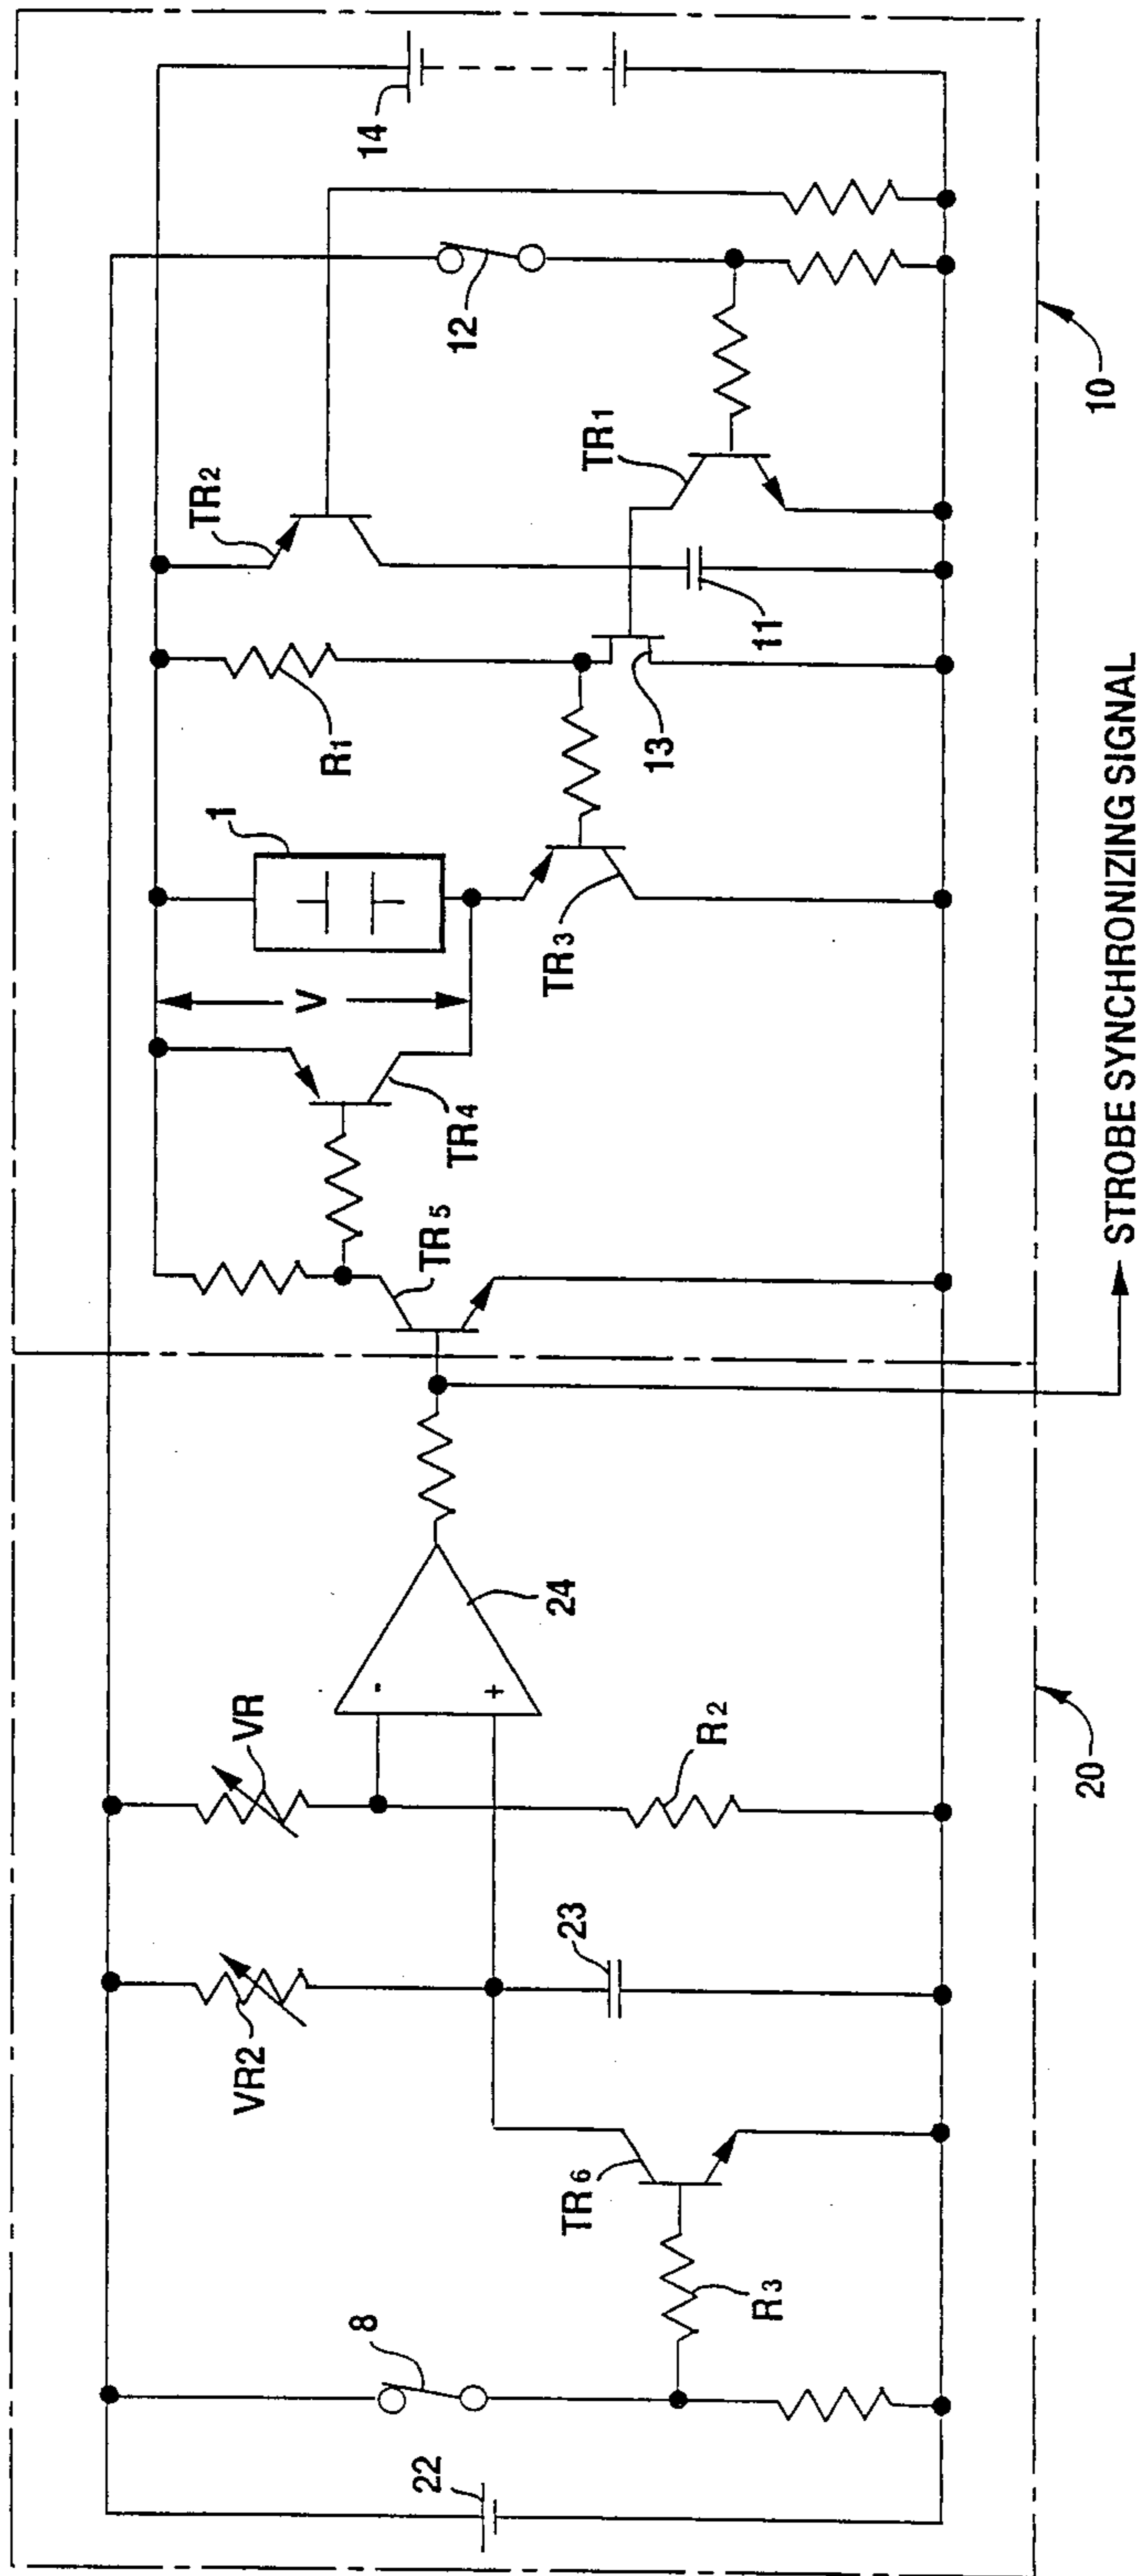 8
22
R3
TR6
VR2
23
VR
R2
24
20
TR5
TR4
V
1
TR3
R1
13
TR2
11
TR1
12
14
10
-
+
STROBE SYNCHRONIZING SIGNAL